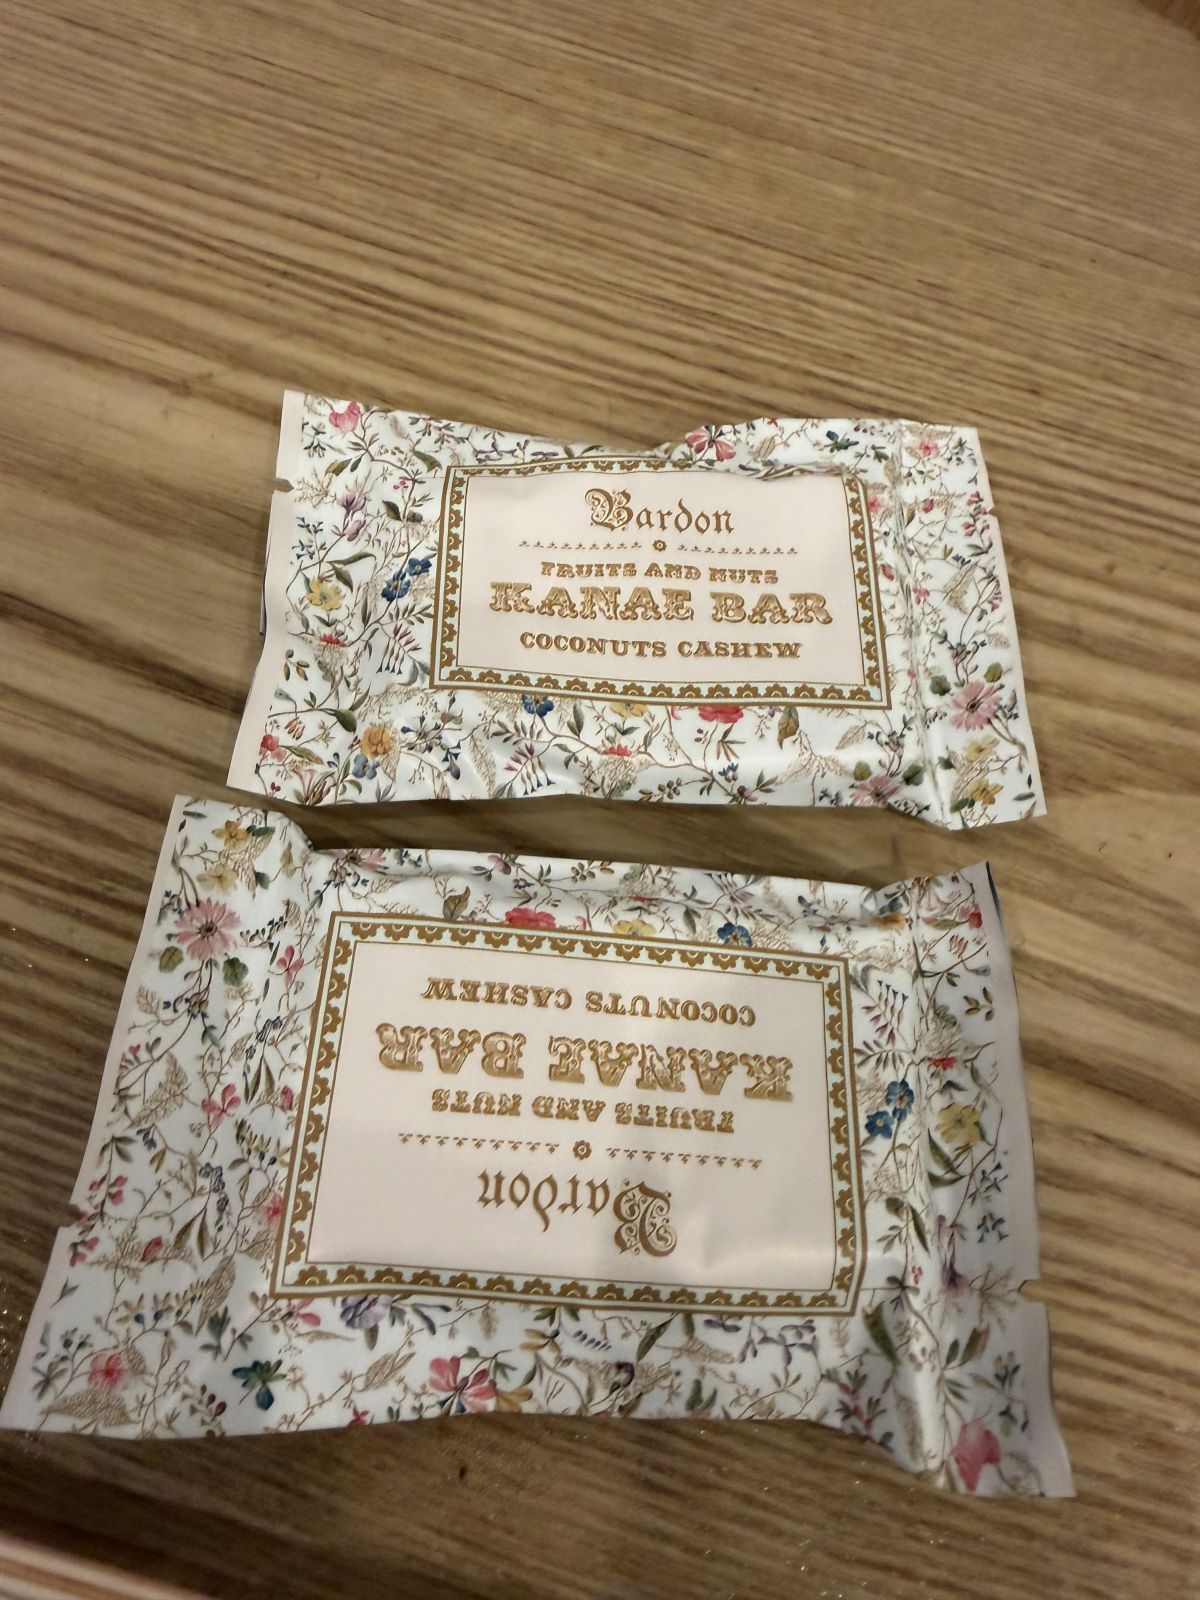 Bardon
FRUITS AND NUTS
KANAE BAR
COCONUTS CASHEW
COCONUTS CASHEW
KANAE BAR
FRUITS AND NUTS
Bardon